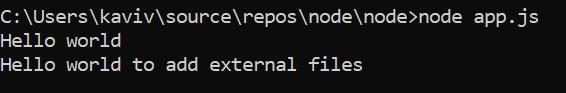 C:\Users\kaviv\source\repos\node\node>node app.js
Hello world
Hello world to add external files